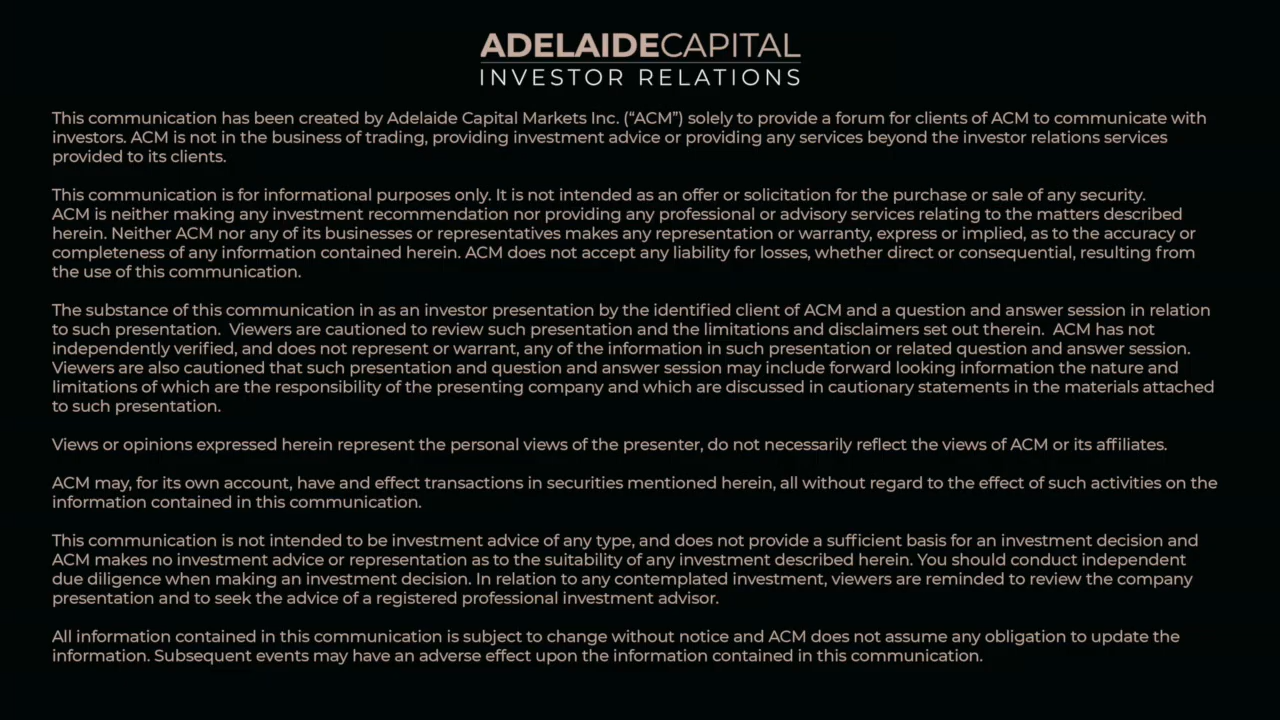 ADELAIDECAPITAL
INVESTOR RELATIONS
This communication has been created by Adelaide Capital Markets Inc. (“ACM”) solely to provide a forum for clients of ACM to communicate with
investors. ACM is not in the business of trading, providing investment advice or providing any services beyond the investor relations services
provided to its clients.
This communication is for informational purposes only. It is not intended as an offer or solicitation for the purchase or sale of any security.
ACM is neither making any investment recommendation nor providing any professional or advisory services relating to the matters described
herein. Neither ACM nor any of its businesses or representatives makes any representation or warranty, express or implied, as to the accuracy or
completeness of any information contained herein. ACM does not accept any liability for losses, whether direct or consequential, resulting from
the use of this communication.
The substance of this communication in as an investor presentation by the identified client of ACM and a question and answer session in relation
to such presentation.  Viewers are cautioned to review such presentation and the limitations and disclaimers set out therein.  ACM has not
independently verified, and does not represent or warrant, any of the information in such presentation or related question and answer session.
Viewers are also cautioned that such presentation and question and answer session may include forward looking information the nature and
limitations of which are the responsibility of the presenting company and which are discussed in cautionary statements in the materials attached
to such presentation.
Views or opinions expressed herein represent the personal views of the presenter, do not necessarily reflect the views of ACM or its affiliates.
ACM may, for its own account, have and effect transactions in securities mentioned herein, all without regard to the effect of such activities on the
information contained in this communication.
This communication is not intended to be investment advice of any type, and does not provide a sufficient basis for an investment decision and
ACM makes no investment advice or representation as to the suitability of any investment described herein. You should conduct independent
due diligence when making an investment decision. In relation to any contemplated investment, viewers are reminded to review the company
presentation and to seek the advice of a registered professional investment advisor.
All information contained in this communication is subject to change without notice and ACM does not assume any obligation to update the
information. Subsequent events may have an adverse effect upon the information contained in this communication.